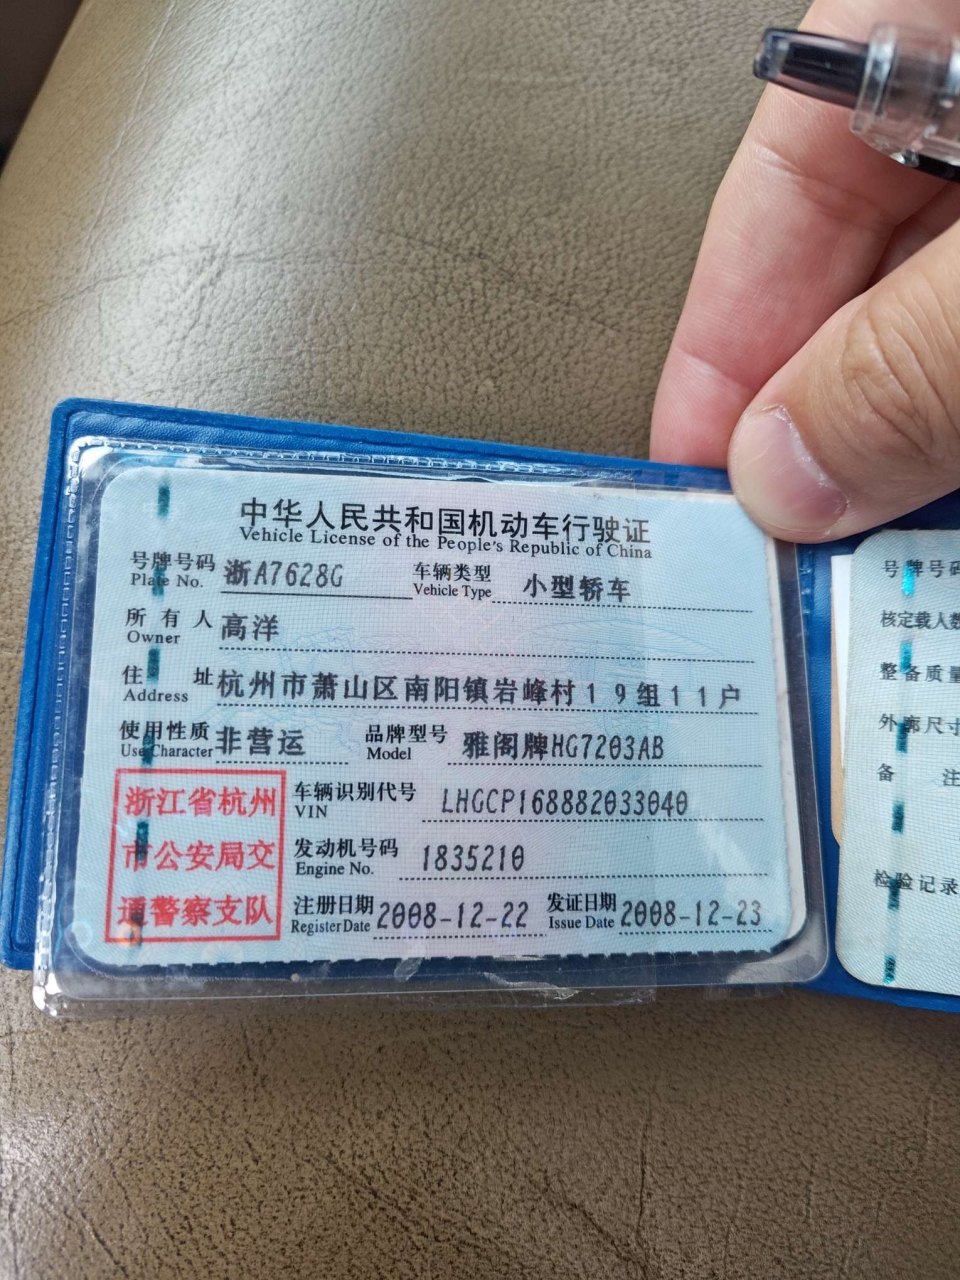 中华人民共和国机动车行驶证
Vehicle License of the People's Republic of China
号牌号码 浙A7628G 车辆类型 小型轿车
Plate No. Vehicle Type
所有人 高洋
Owner
住址 杭州市萧山区南阳镇岩峰村19组11户
Address
使用性质 非营运 品牌型号 雅阁牌HG7203AB
Use Character Model
浙江省杭州
市公安局交
通警察支队
车辆识别代号 LHGCP168882033040
VIN
发动机号码 1835210
Engine No.
注册日期 2008-12-22 发证日期 2008-12-23
Register Date Issue Date
号牌号码
核定载人数
整备质量
外廓尺寸
备注
检验记录